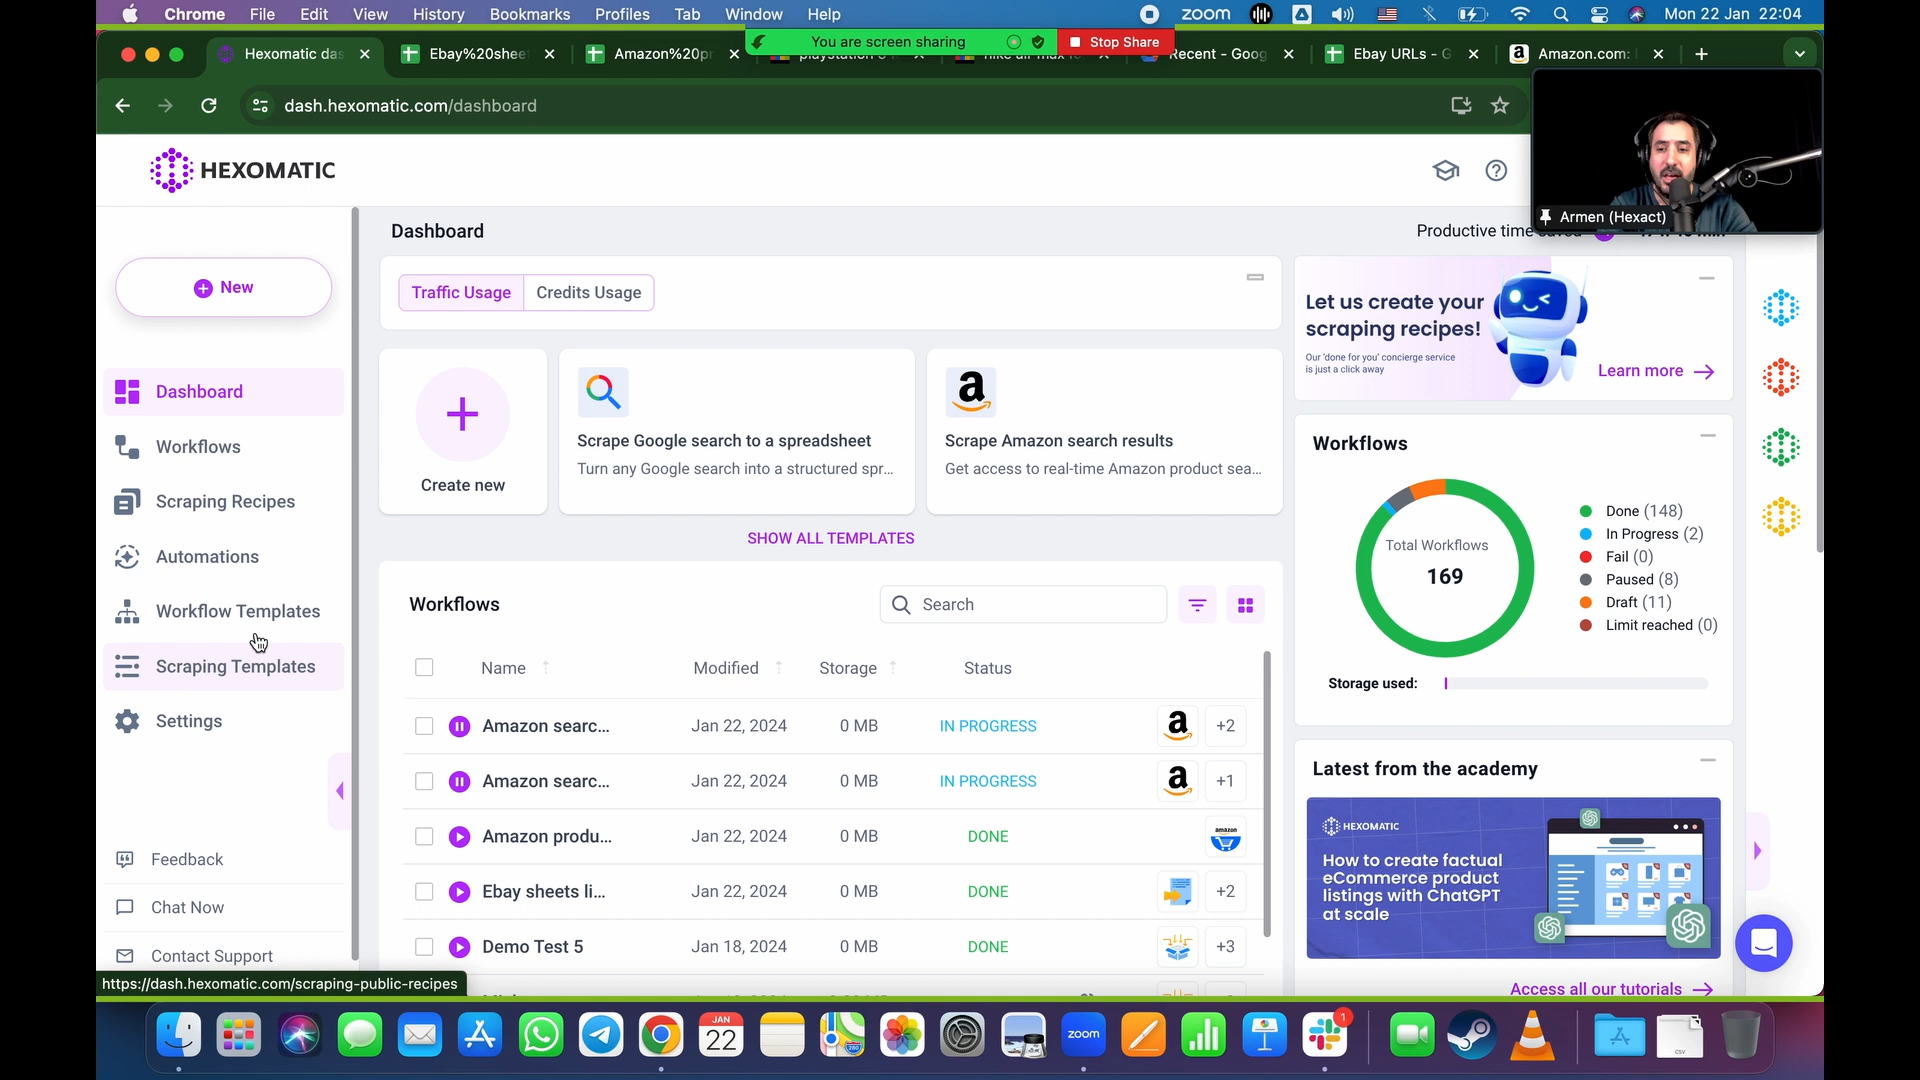 Chrome File Edit View History Bookmarks Profiles Tab Window Help
zoom
Mon 22 Jan 22:04
Hexomatic das
Ebay%20shee
Amazon%20pr
You are screen sharing
Stop Share
Recent - Goog
Ebay URLs - G
Amazon.com:
dash.hexomatic.com/dashboard
HEXOMATIC
Armen (Hexact)
Dashboard
Productive time saved
New
Traffic Usage
Credits Usage
Let us create your
scraping recipes!
Our 'done for you' concierge service
is just a click away
Learn more
Dashboard
Workflows
Scraping Recipes
Automations
Workflow Templates
Scraping Templates
Settings
Create new
Scrape Google search to a spreadsheet
Turn any Google search into a structured spr...
Scrape Amazon search results
Get access to real-time Amazon product sea...
SHOW ALL TEMPLATES
Workflows
Total Workflows
169
Done (148)
In Progress (2)
Fail (0)
Paused (8)
Draft (11)
Limit reached (0)
Storage used:
Workflows
Search
Name Modified Storage Status
Amazon searc... Jan 22, 2024 0 MB IN PROGRESS +2
Amazon searc... Jan 22, 2024 0 MB IN PROGRESS +1
Amazon produ... Jan 22, 2024 0 MB DONE amazon
Ebay sheets li... Jan 22, 2024 0 MB DONE +2
Demo Test 5 Jan 18, 2024 0 MB DONE +3
Latest from the academy
HEXOMATIC
How to create factual
eCommerce product
listings with ChatGPT
at scale
Access all our tutorials
Feedback
Chat Now
Contact Support
https://dash.hexomatic.com/scraping-public-recipes
JAN
22
zoom
1
CSV